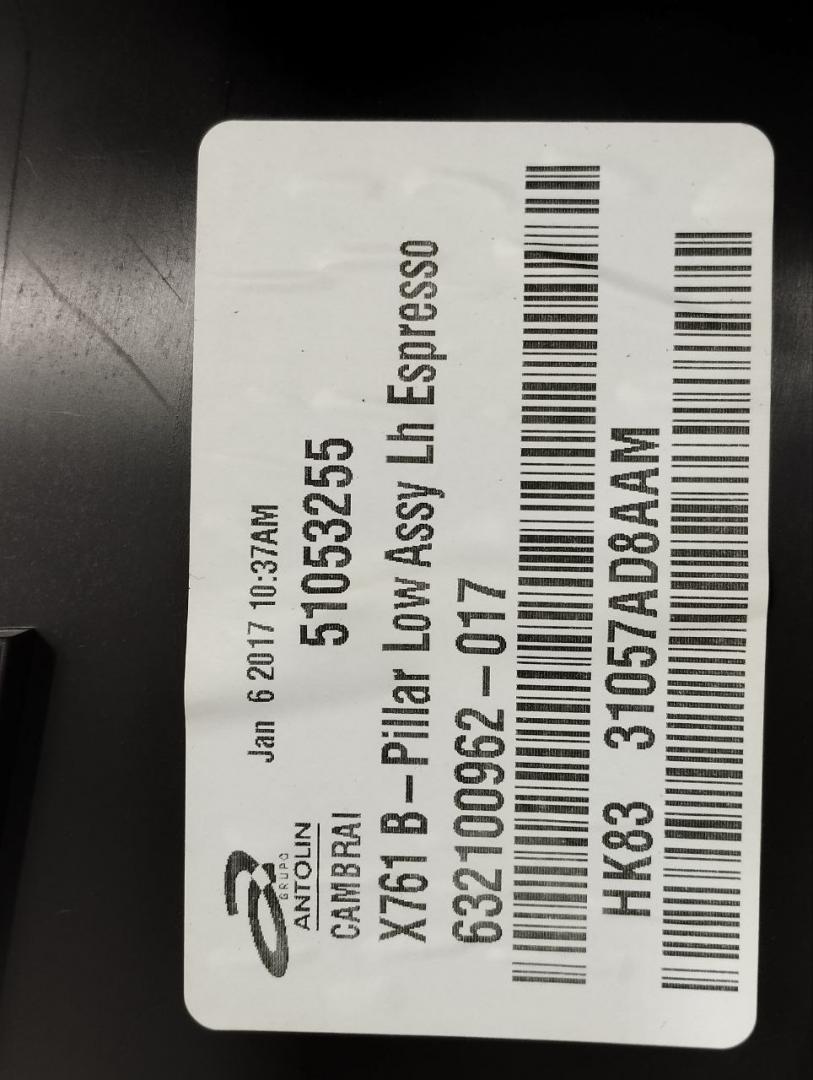 GRUPO
ANTOLIN
CAMBRAI
Jan 6 2017 10:37AM
51053255
X761 B-Pillar Low Assy Lh Espresso
632100962-017
HK83 31057AD8AAM